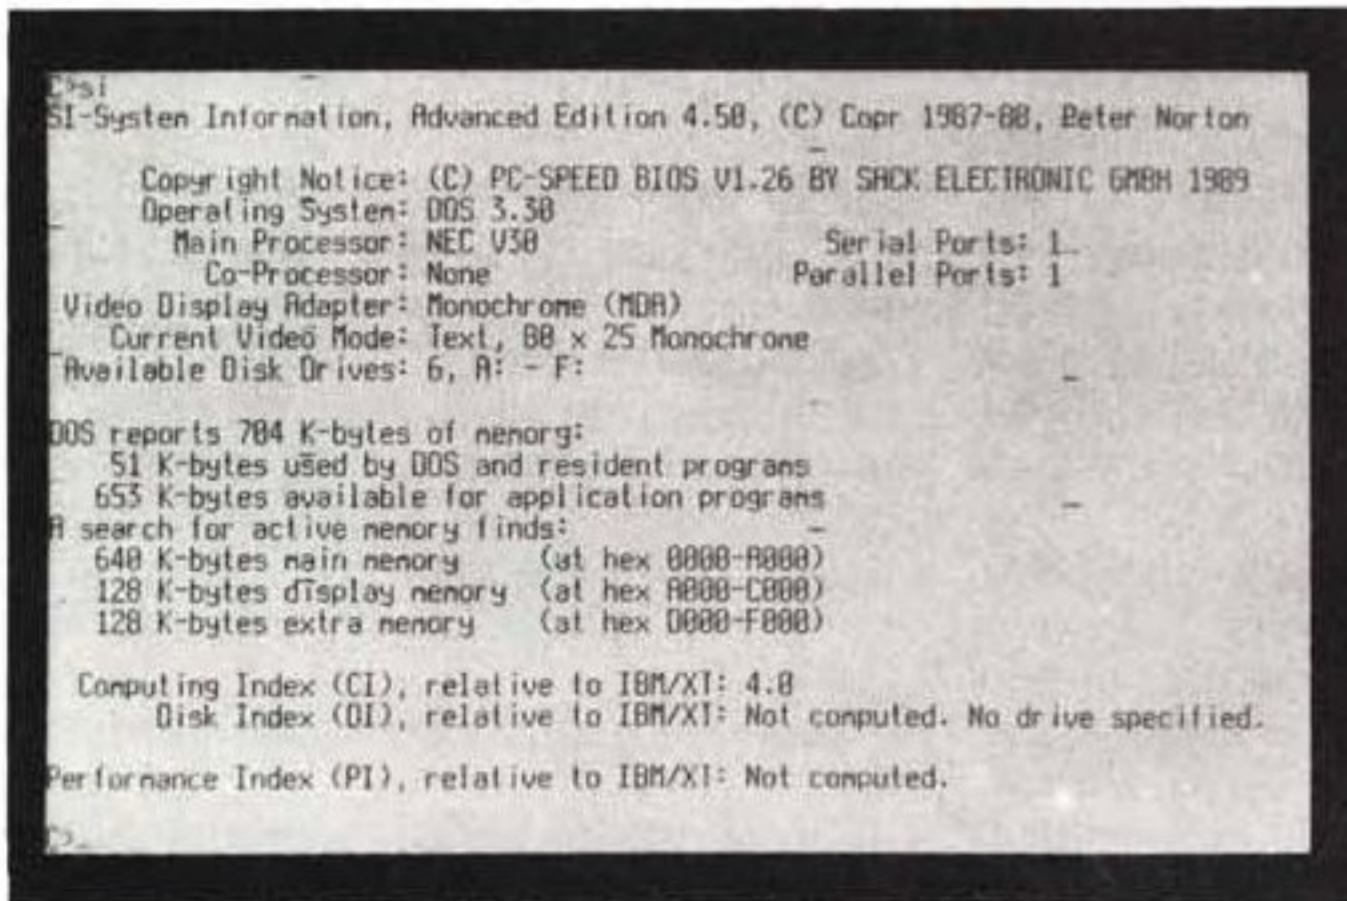 C>si
SI-System Information, Advanced Edition 4.50, (C) Copr 1987-88, Peter Norton
Copyright Notice: (C) PC-SPEED BIOS V1.26 BY SACK ELECTRONIC GMBH 1989
Operating System: DOS 3.30
Main Processor: NEC V30 Serial Ports: 1
Co-Processor: None Parallel Ports: 1
Video Display Adapter: Monochrome (MDA)
Current Video Mode: Text, 80 x 25 Monochrome
Available Disk Drives: 6, A: - F:
DOS reports 704 K-bytes of memory:
51 K-bytes used by DOS and resident programs
653 K-bytes available for application programs
A search for active memory finds:
640 K-bytes main memory (at hex 0000-A000)
128 K-bytes display memory (at hex A000-C000)
128 K-bytes extra memory (at hex D000-F000)
Computing Index (CI), relative to IBM/XT: 4.0
Disk Index (DI), relative to IBM/XT: Not computed. No drive specified.
Performance Index (PI), relative to IBM/XT: Not computed.
C>_